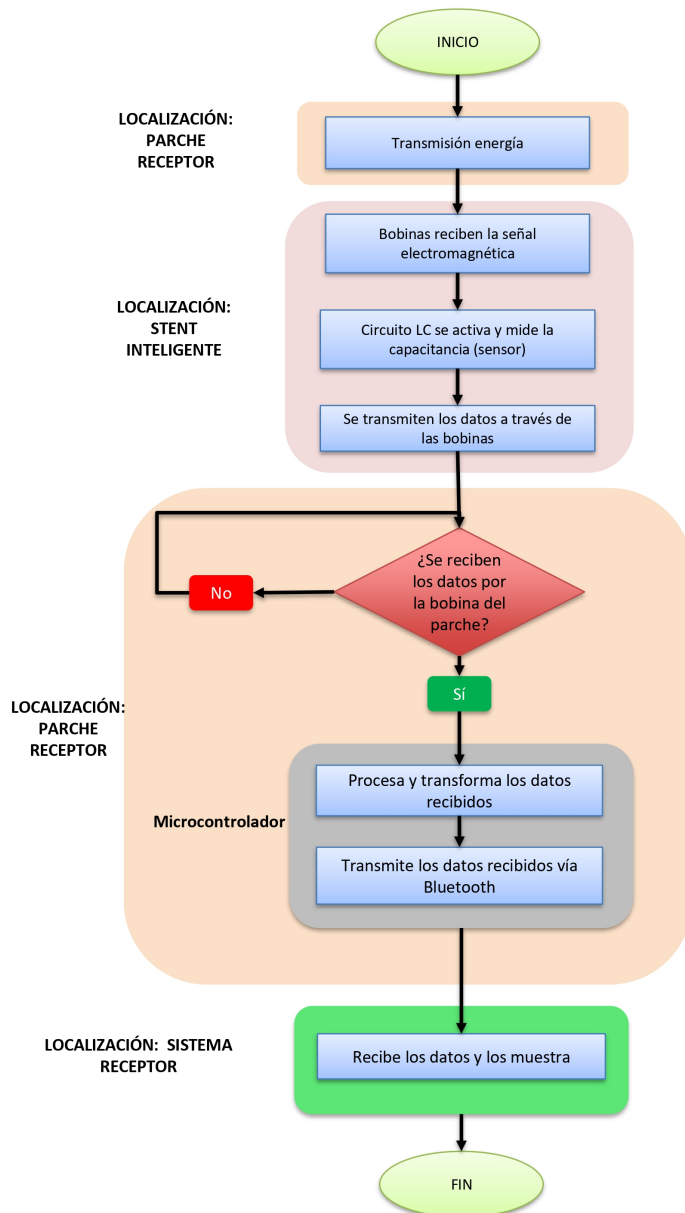 INICIO
LOCALIZACIÓN:
PARCHE
RECEPTOR
Transmisión energía
Bobinas reciben la señal
electromagnética
LOCALIZACIÓN:
STENT
INTELIGENTE
Circuito LC se activa y mide la
capacitancia (sensor)
Se transmiten los datos a través de
las bobinas
¿Se reciben
los datos por
la bobina del
parche?
No
Sí
LOCALIZACIÓN:
PARCHE
RECEPTOR
Microcontrolador
Procesa y transforma los datos
recibidos
Transmite los datos recibidos vía
Bluetooth
LOCALIZACIÓN: SISTEMA
RECEPTOR
Recibe los datos y los muestra
FIN